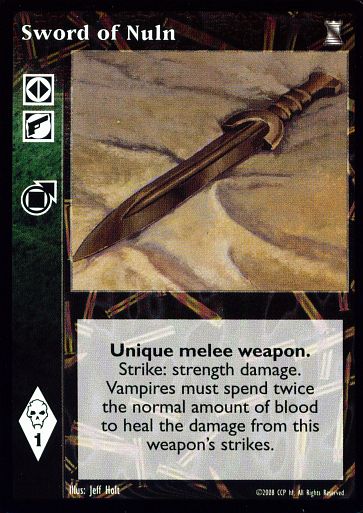 Sword of Nuln
Unique melee weapon.
Strike: strength damage.
Vampires must spend twice
the normal amount of blood
to heal the damage from this
weapon's strikes.
1
Illus: Jeff Holt
©2008 CCP hf. All Rights Reserved